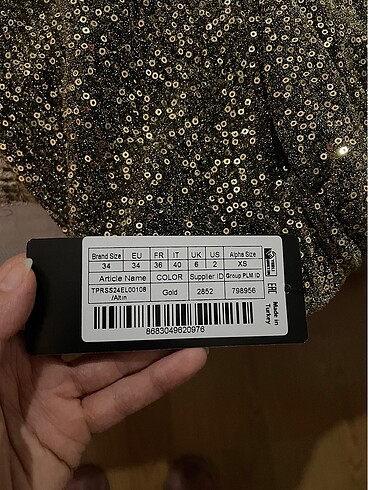 Brand Size EU FR IT UK US Alpha Size
34 34 36 40 6 2 XS
Article Name COLOR Supplier ID Group PLM ID
TPRSS24EL00108 Gold 2852 798956
/Altın
8683049620976
Made in
Turkey
EAC